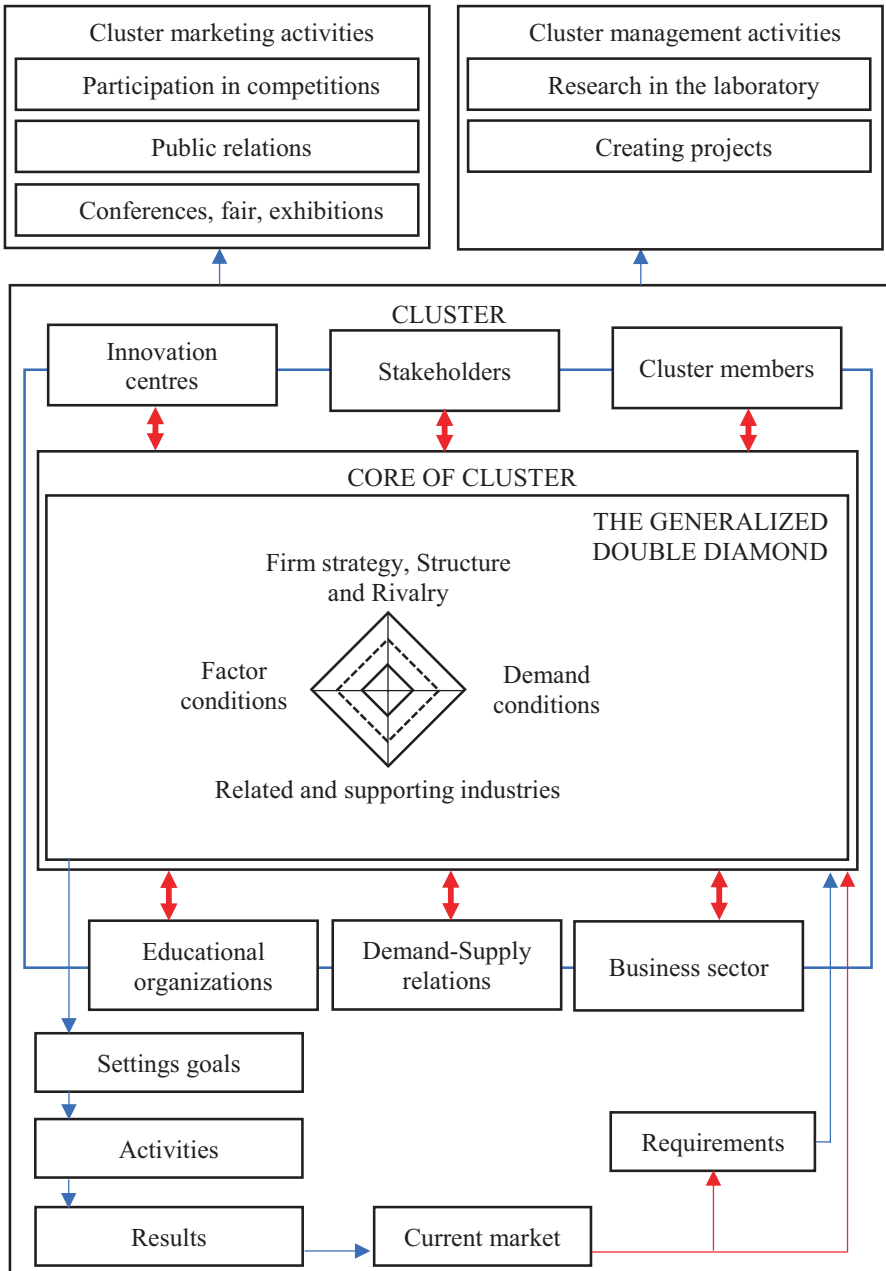 Cluster marketing activities
Participation in competitions
Public relations
Conferences, fair, exhibitions
Cluster management activities
Research in the laboratory
Creating projects
CLUSTER
Innovation
centres
Stakeholders
Cluster members
CORE OF CLUSTER
THE GENERALIZED
DOUBLE DIAMOND
Firm strategy, Structure
and Rivalry
Factor
conditions
Demand
conditions
Related and supporting industries
Educational
organizations
Demand-Supply
relations
Business sector
Settings goals
Activities
Results
Current market
Requirements